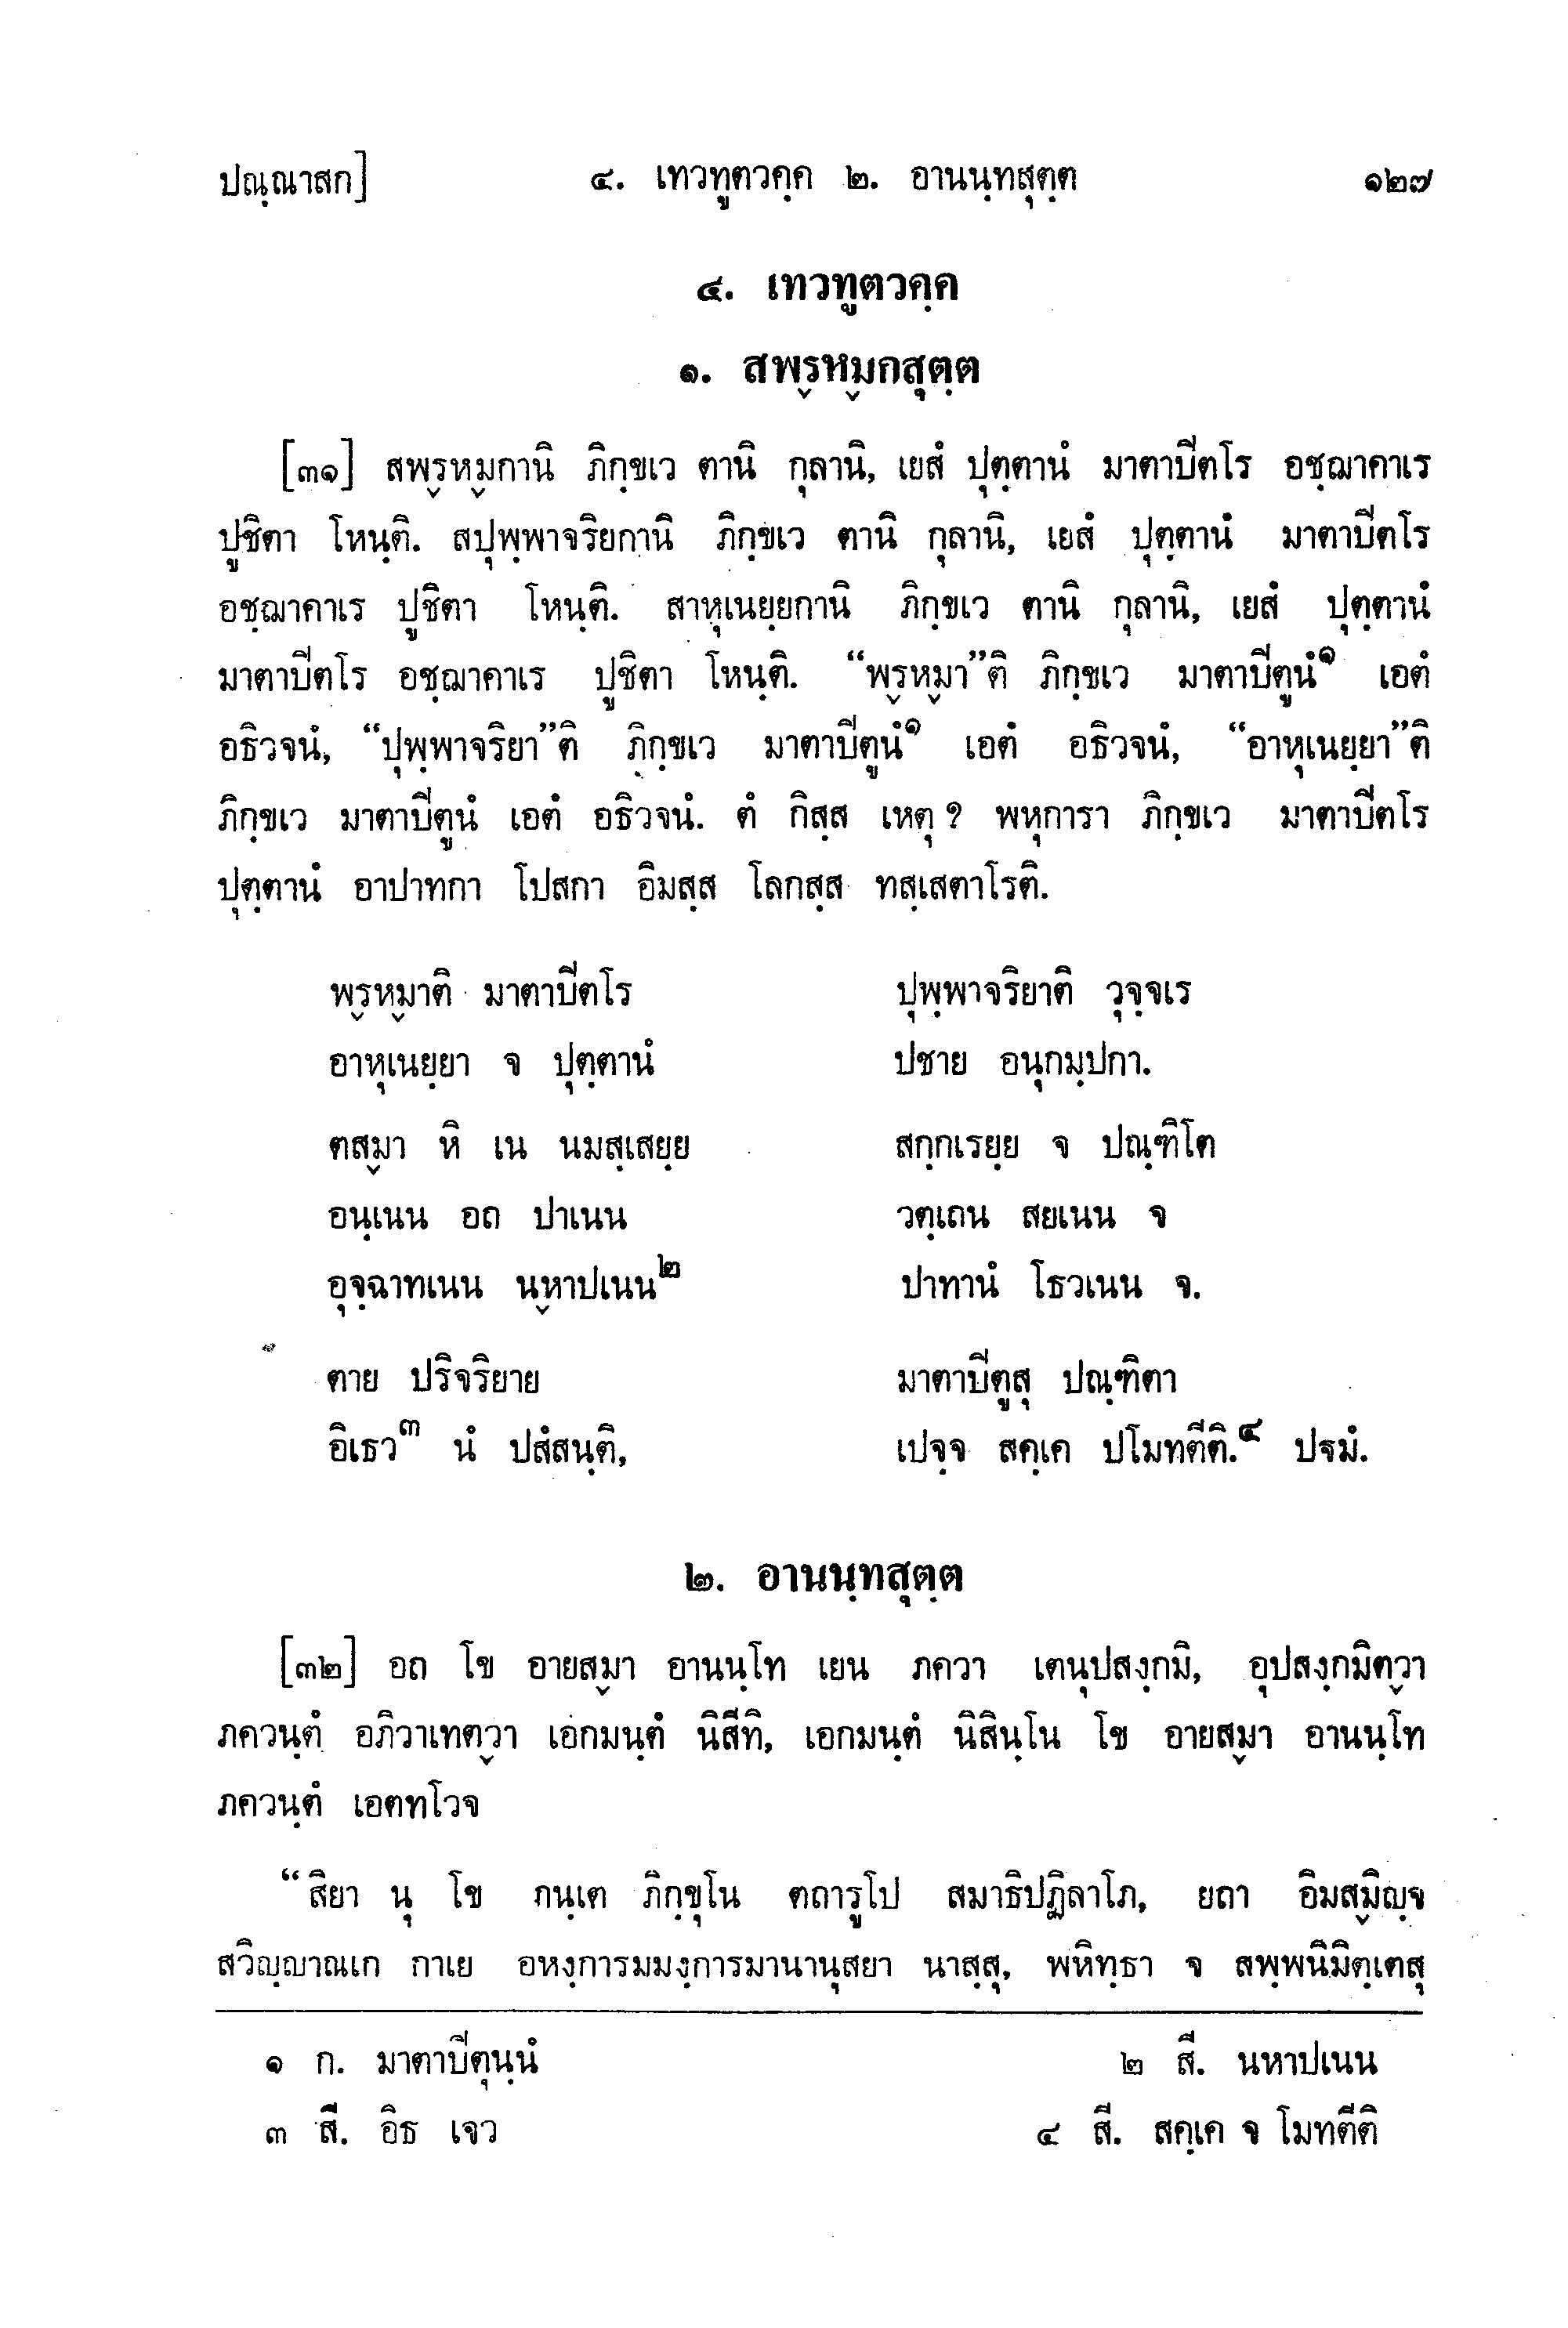 ปณฺณาสก] ๔. เทวทูตวคฺค ๒. อานนฺทสุตฺต ๑๒๗
๔. เทวทูตวคฺค
๑. สพร๎หม๎กสุตฺต
[๓๑] สพร๎หม๎กานิ ภิกฺขเว ตานิ กุลานิ, เยสํ ปุตฺตานํ มาตาปิตโร อชฺฌาคาเร
ปูชิตา โหนฺติ. สปุพฺพาจริยกานิ ภิกฺขเว ตานิ กุลานิ, เยสํ ปุตฺตานํ มาตาปิตโร
อชฺฌาคาเร ปูชิตา โหนฺติ. สาหุเนยฺยกานิ ภิกฺขเว ตานิ กุลานิ, เยสํ ปุตฺตานํ
มาตาปิตโร อชฺฌาคาเร ปูชิตา โหนฺติ. “พร๎หม๎า”ติ ภิกฺขเว มาตาปิตูนํ๑ เอตํ
อธิวจนํ, “ปุพฺพาจริยา”ติ ภิกฺขเว มาตาปิตูนํ๑ เอตํ อธิวจนํ, “อาหุเนยฺยา”ติ
ภิกฺขเว มาตาปิตูนํ เอตํ อธิวจนํ. ตํ กิสฺส เหตุ ? พหุการา ภิกฺขเว มาตาปิตโร
ปุตฺตานํ อาปาทกา โปสกา อิมสฺส โลกสฺส ทสฺเสตาโรติ.
พร๎หม๎าติ มาตาปิตโร ปุพฺพาจริยาติ วุจฺจเร
อาหุเนยฺยา จ ปุตฺตานํ ปชาย อนุกมฺปกา.
ตส๎มา หิ เน นมสฺเสยฺย สกฺกเรยฺย จ ปณฺฑิโต
อนฺเนน อถ ปาเนน วตฺเถน สยเนน จ
อุจฺฉาทเนน น๎หาปเนน๒ ปาทานํ โธวเนน จ.
ตาย ปริจริยาย มาตาปิตูสุ ปณฺฑิตา
อิเธว๓ นํ ปสํสนฺติ, เปจฺจ สคฺเค ปโมทตีติ.๔ ปฐมํ.
๒. อานนฺทสุตฺต
[๓๒] อถ โข อายส๎มา อานนฺโท เยน ภควา เตนุปสงฺกมิ, อุปสงฺกมิต๎วา
ภควนฺตํ อภิวาเทต๎วา เอกมนฺตํ นิสีทิ, เอกมนฺตํ นิสินฺโน โข อายส๎มา อานนฺโท
ภควนฺตํ เอตทโวจ
“สิยา นุ โข ภนฺเต ภิกฺขุโน ตถารูโป สมาธิปฏิลาโภ, ยถา อิมส๎มิญฺจ
สวิญฺญาณเก กาเย อหงฺการมมงฺการมานานุสยา นาสฺสุ, พหิทฺธา จ สพฺพนิมิตฺเตสุ
๑ ก. มาตาปิตุนฺนํ ๒ สี. นหาปเนน
๓ สี. อิธ เจว ๔ สี. สคฺเค จ โมทตีติ